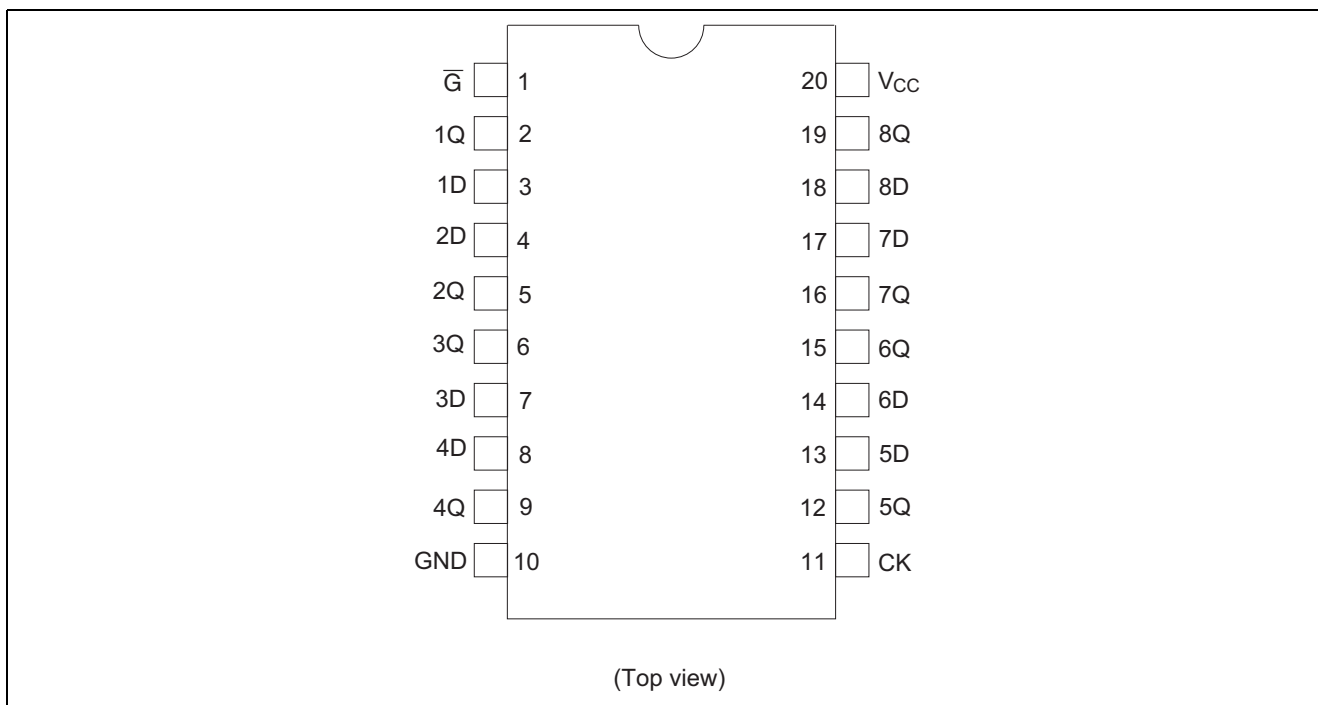 G̅ 1 20 VCC
1Q 2 19 8Q
1D 3 18 8D
2D 4 17 7D
2Q 5 16 7Q
3Q 6 15 6Q
3D 7 14 6D
4D 8 13 5D
4Q 9 12 5Q
GND 10 11 CK
(Top view)